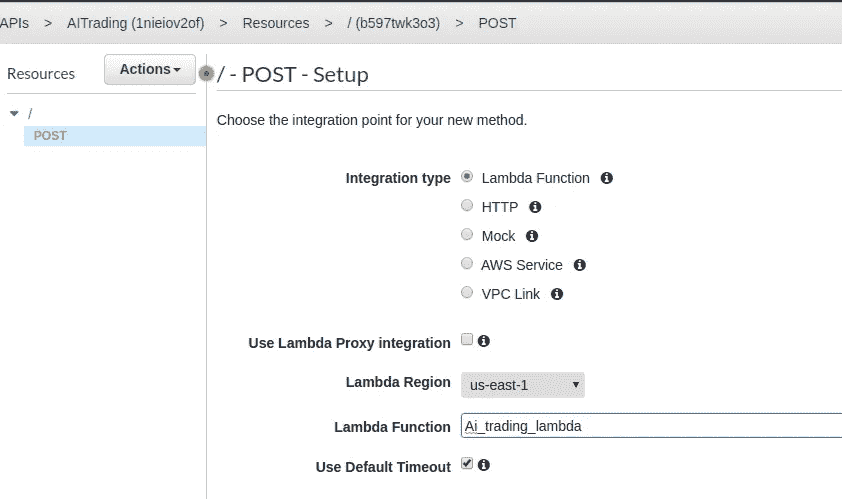 APIs > AITrading (1nieiov2of) > Resources > / (b597twk3o3) > POST
Resources
Actions
/ - POST - Setup
/
POST
Choose the integration point for your new method.
Integration type
Lambda Function
HTTP
Mock
AWS Service
VPC Link
Use Lambda Proxy integration
Lambda Region us-east-1
Lambda Function Ai_trading_lambda
Use Default Timeout